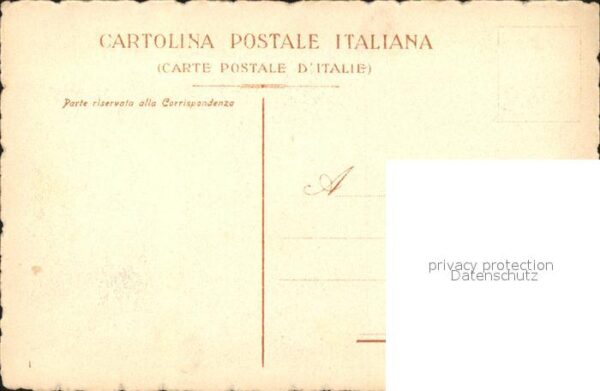 CARTOLINA POSTALE ITALIANA
(CARTE POSTALE D'ITALIE)
Parte riservata alla Corrispondenza
A
privacy protection
Datenschutz